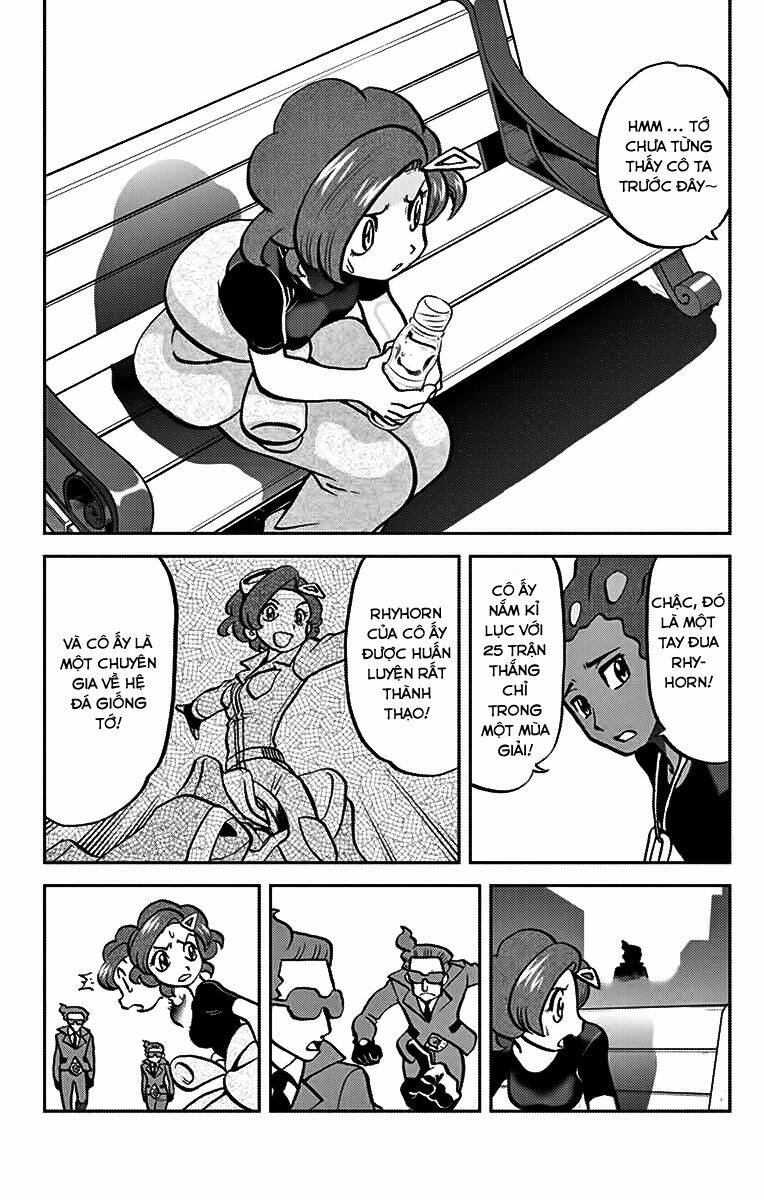 HMM ... TỚ
CHƯA TỪNG
THẤY CÔ TA
TRƯỚC ĐÂY~
CHẬC, ĐÓ
LÀ MỘT
TAY ĐUA
RHY-
HORN!
CÔ ẤY
NẮM KỈ
LỤC VỚI
25 TRẬN
THẮNG
CHỈ
TRONG
MỘT MÙA
GIẢI!
RHYHORN
CỦA CÔ ẤY
ĐƯỢC HUẤN
LUYỆN RẤT
THÀNH
THẠO!
VÀ CÔ ẤY LÀ
MỘT CHUYÊN
GIA VỀ HỆ
ĐÁ GIỐNG
TỚ!